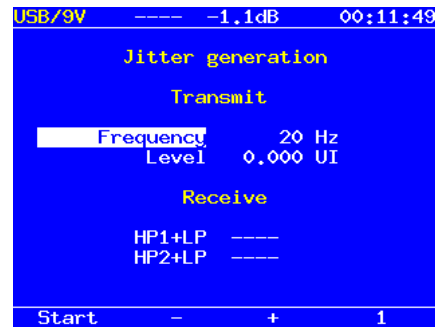 USB/9V ---- -1.1dB 00:11:49
Jitter generation
Transmit
Frequency 20 Hz
Level 0.000 UI
Receive
HP1+LP ----
HP2+LP ----
Start - + 1